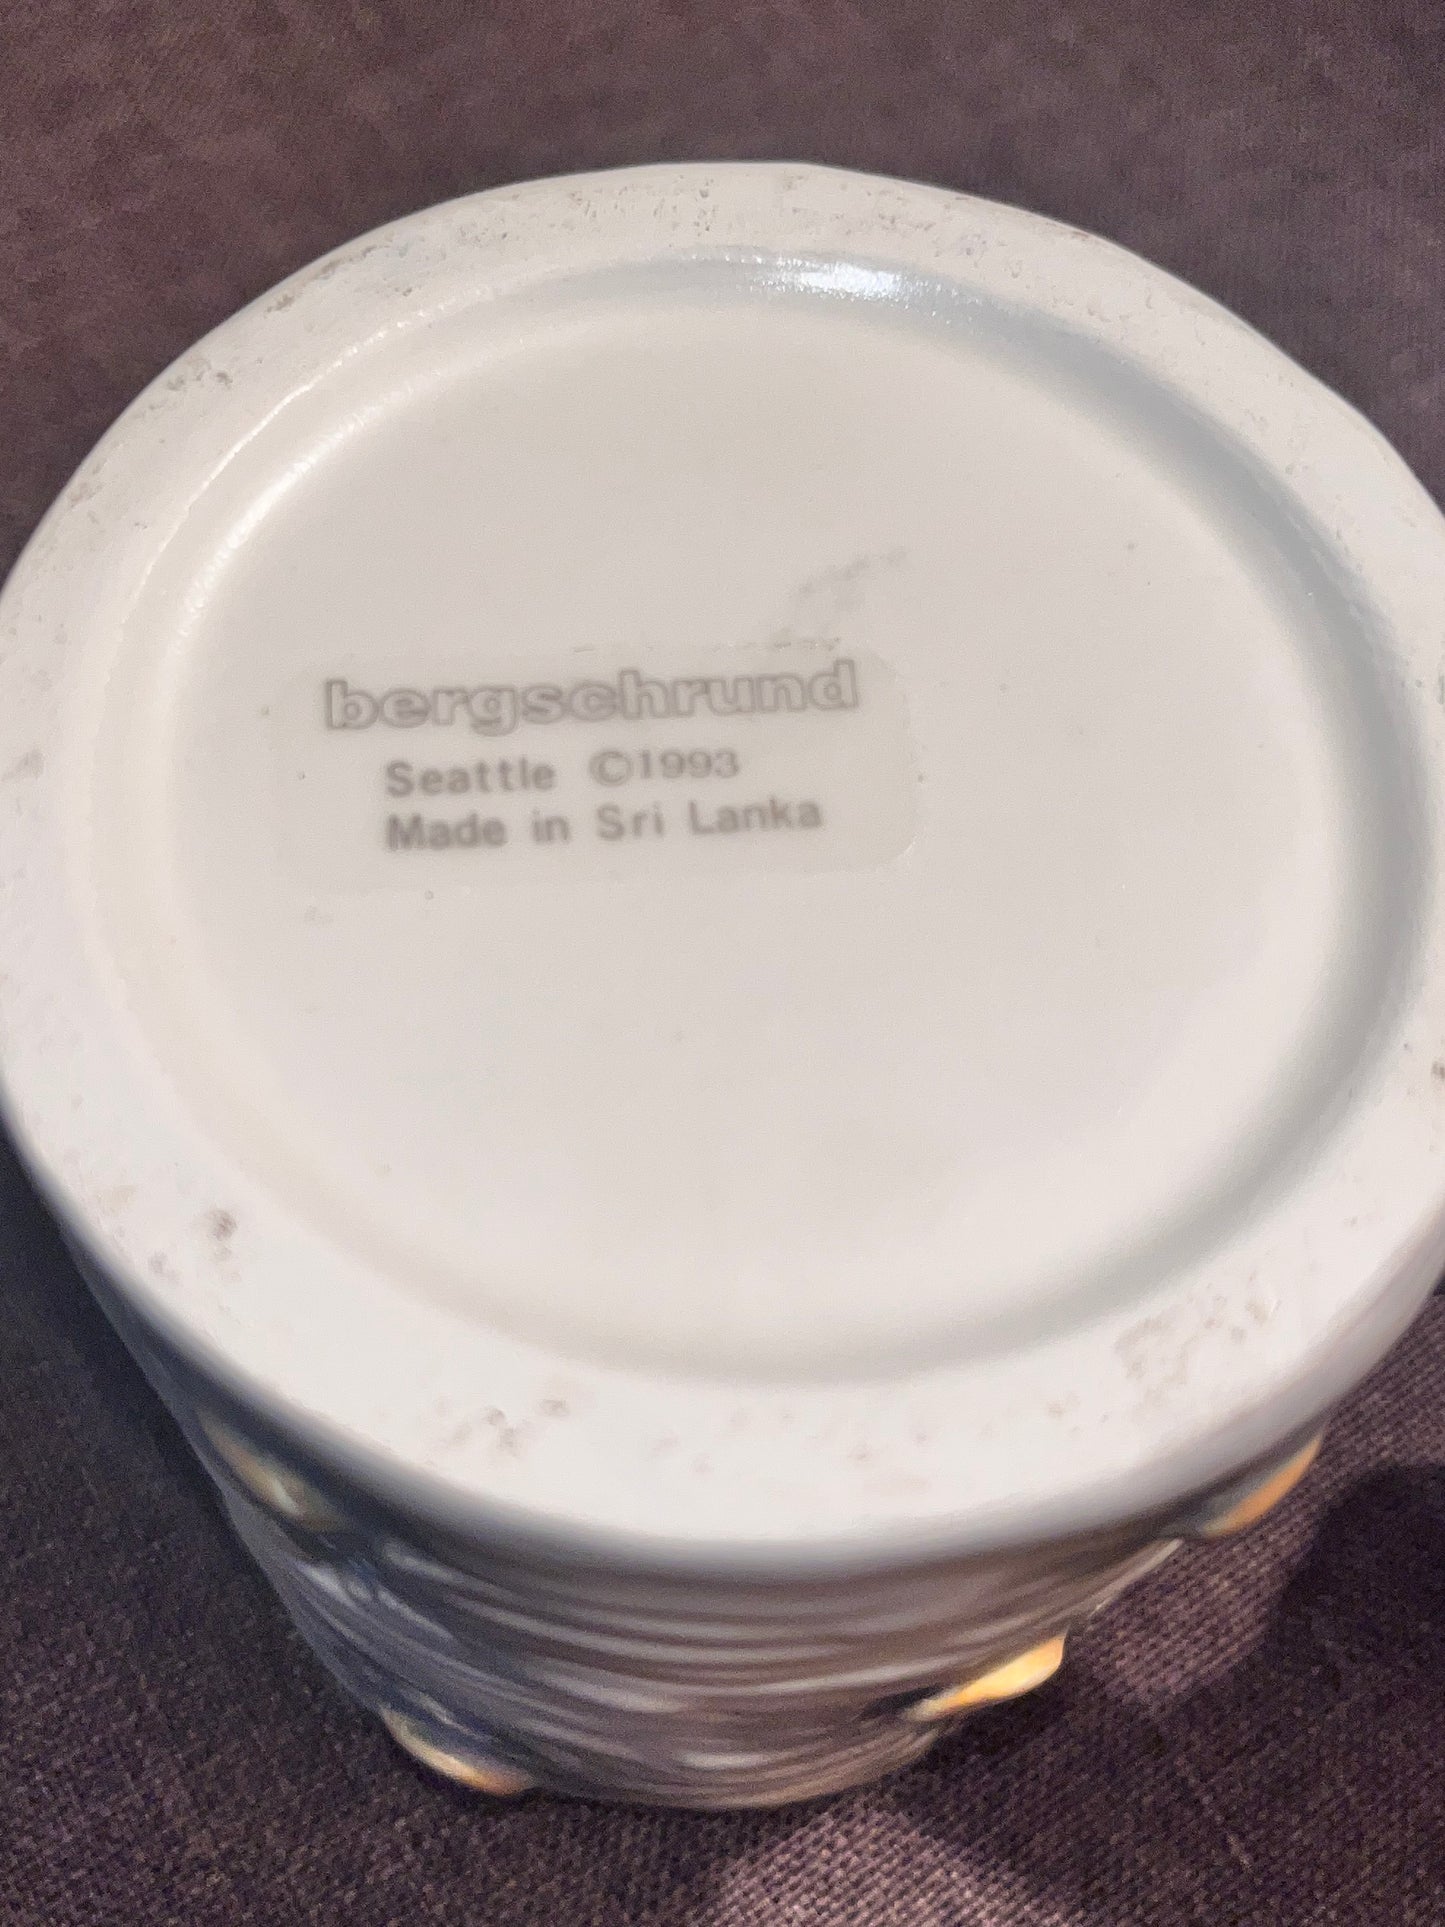 bergschrund
Seattle ©1993
Made in Sri Lanka